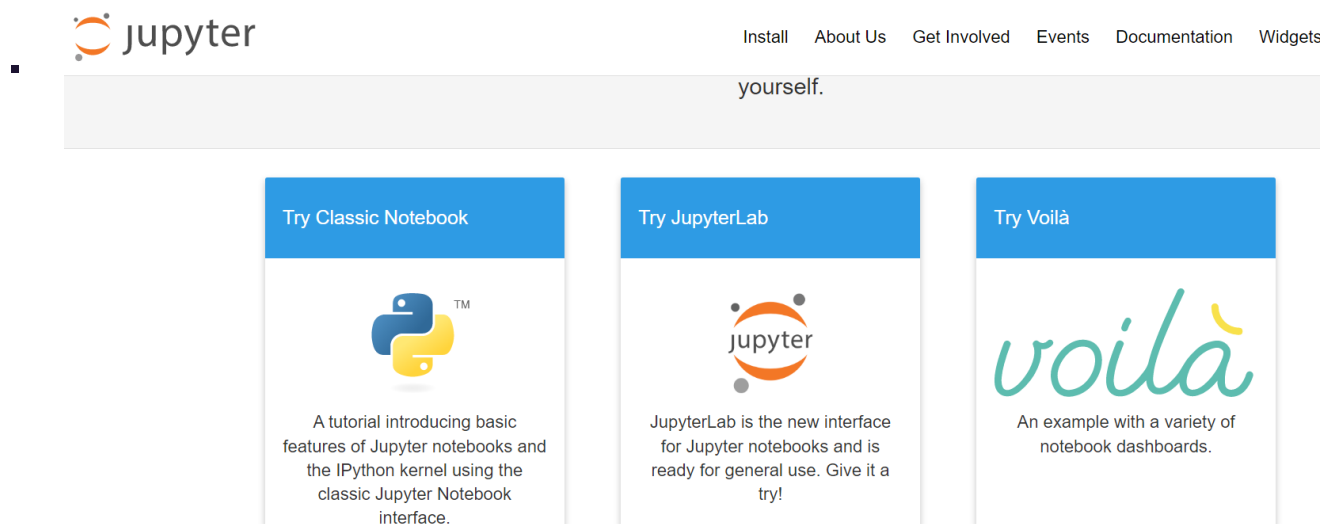 jupyter
Install About Us Get Involved Events Documentation Widgets
yourself.
Try Classic Notebook
TM
A tutorial introducing basic
features of Jupyter notebooks and
the IPython kernel using the
classic Jupyter Notebook
interface.
Try JupyterLab
jupyter
JupyterLab is the new interface
for Jupyter notebooks and is
ready for general use. Give it a
try!
Try Voilà
voilà
An example with a variety of
notebook dashboards.